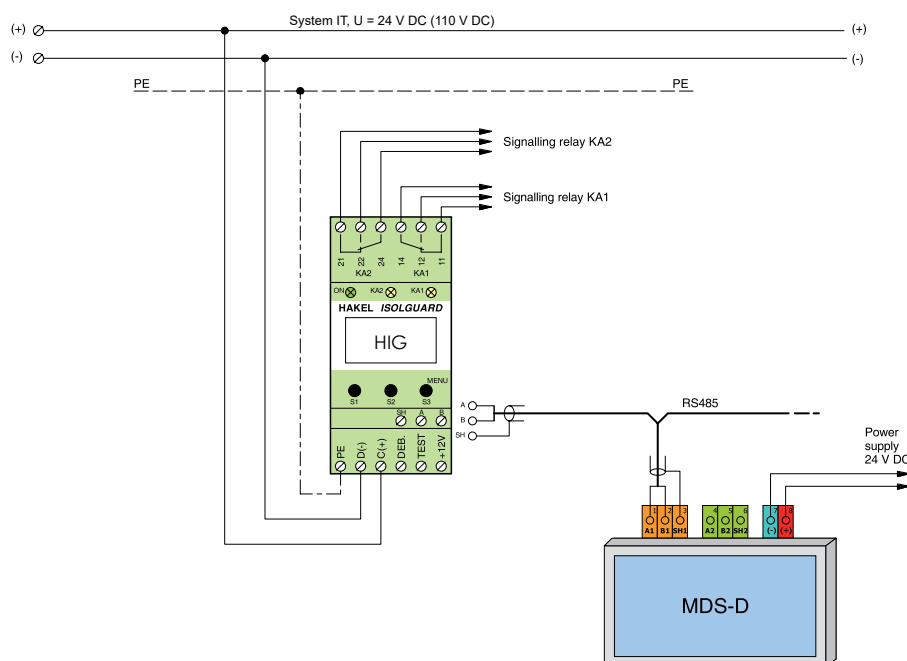 System IT, U = 24 V DC (110 V DC)
(+) (+)
(-) (-)
PE PE
Signalling relay KA2
Signalling relay KA1
21 22 24 14 12 11
KA2 KA1
ON KA2 KA1
HAKEL ISOLGUARD
HIG
MENU
S1 S2 S3
SH A B
PE D(-) C(+) DEB. TEST +12V
A
B
SH
RS485
Power
supply
24 V DC
1 2 3 4 5 6 7 8
A1 B1 SH1 A2 B2 SH2 (-) (+)
MDS-D